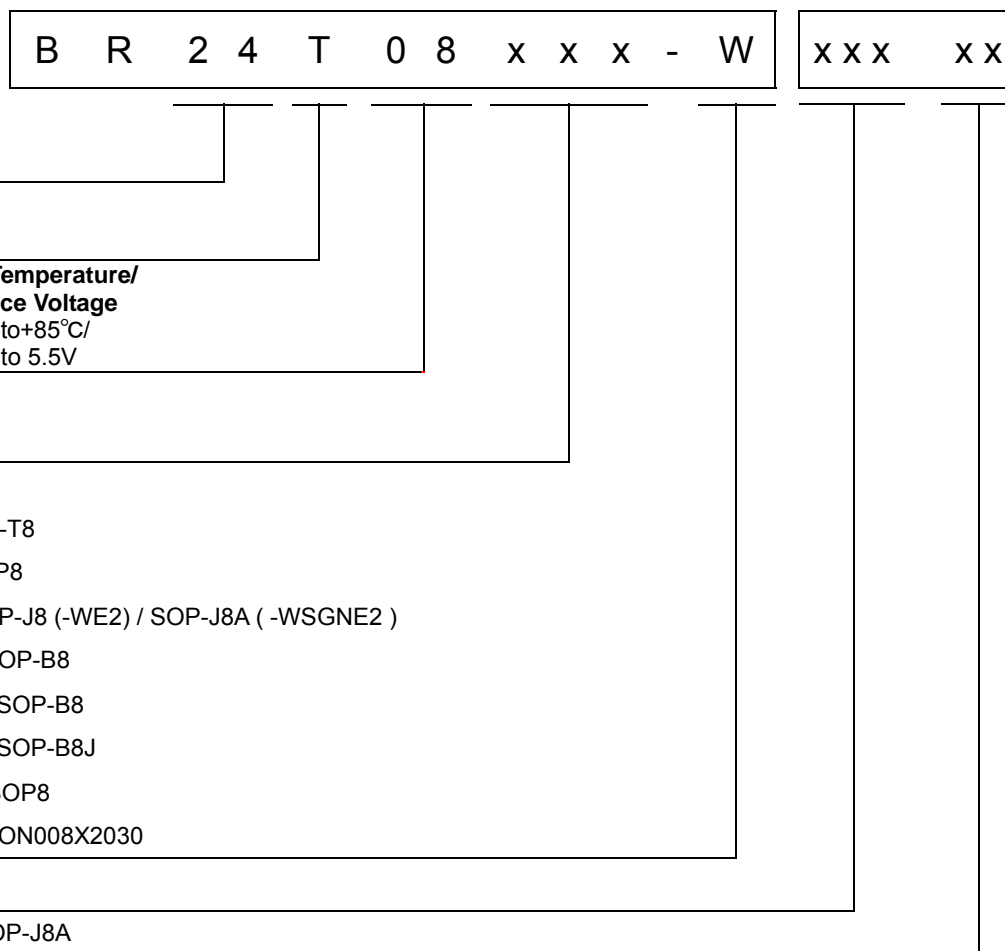 B R 2 4 T 0 8 x x x - W x x x x x
Temperature/
ce Voltage
to+85°C/
to 5.5V
-T8
P8
P-J8 (-WE2) / SOP-J8A ( -WSGNE2 )
OP-B8
SOP-B8
SOP-B8J
SOP8
ON008X2030
OP-J8A